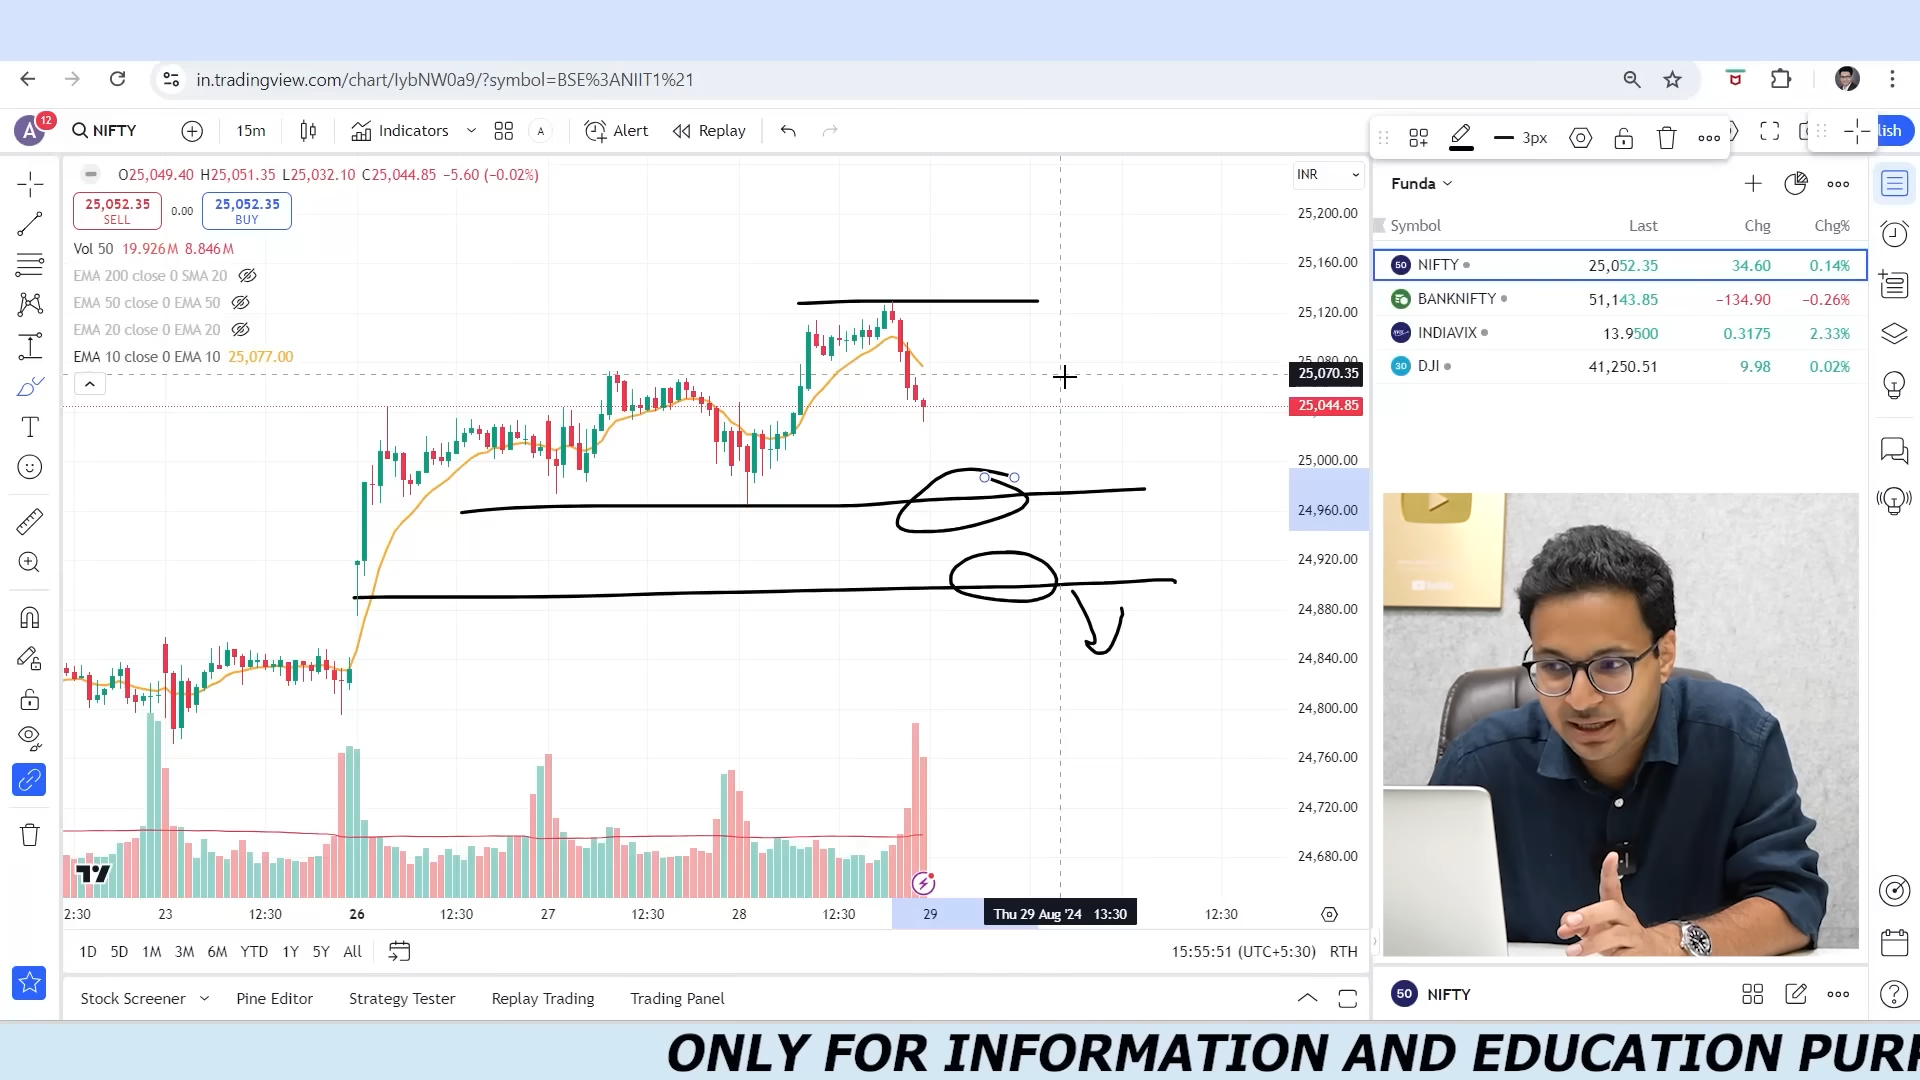 in.tradingview.com/chart/IybNW0a9/?symbol=BSE%3ANIIT1%21
A 12 NIFTY 15m Indicators A Alert Replay 3px lish
O25,049.40 H25,051.35 L25,032.10 C25,044.85 −5.60 (−0.02%)
INR
25,052.35 SELL 0.00 25,052.35 BUY
Vol 50 19.926M 8.846M
EMA 200 close 0 SMA 20
EMA 50 close 0 EMA 50
EMA 20 close 0 EMA 20
EMA 10 close 0 EMA 10 25,077.00
25,200.00
25,160.00
25,120.00
25,080.00
25,070.35
25,044.85
25,000.00
24,960.00
24,920.00
24,880.00
24,840.00
24,800.00
24,760.00
24,720.00
24,680.00
2:30 23 12:30 26 12:30 27 12:30 28 12:30 29 Thu 29 Aug '24 13:30 12:30
1D 5D 1M 3M 6M YTD 1Y 5Y All 15:55:51 (UTC+5:30) RTH
Stock Screener Pine Editor Strategy Tester Replay Trading Trading Panel
Funda
Symbol Last Chg Chg%
50 NIFTY 25,052.35 34.60 0.14%
BANKNIFTY 51,143.85 −134.90 −0.26%
INDIAVIX 13.9500 0.3175 2.33%
30 DJI 41,250.51 9.98 0.02%
50 NIFTY
ONLY FOR INFORMATION AND EDUCATION PURP